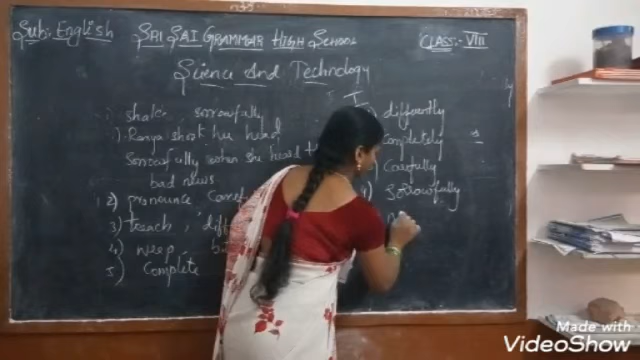 Sub:- English SRI SAI GRAMMAR HIGH SCHOOL CLASS:- VIII
Science And Technology
1) shake, sorrowfully
) Ramya shook her head
sorrowfully when she heard
bad news
2) pronounce
3) teach,
4) weep
5) Complete
I
differently
Completely
Carefully
Sorrowfully
Made with
VideoShow